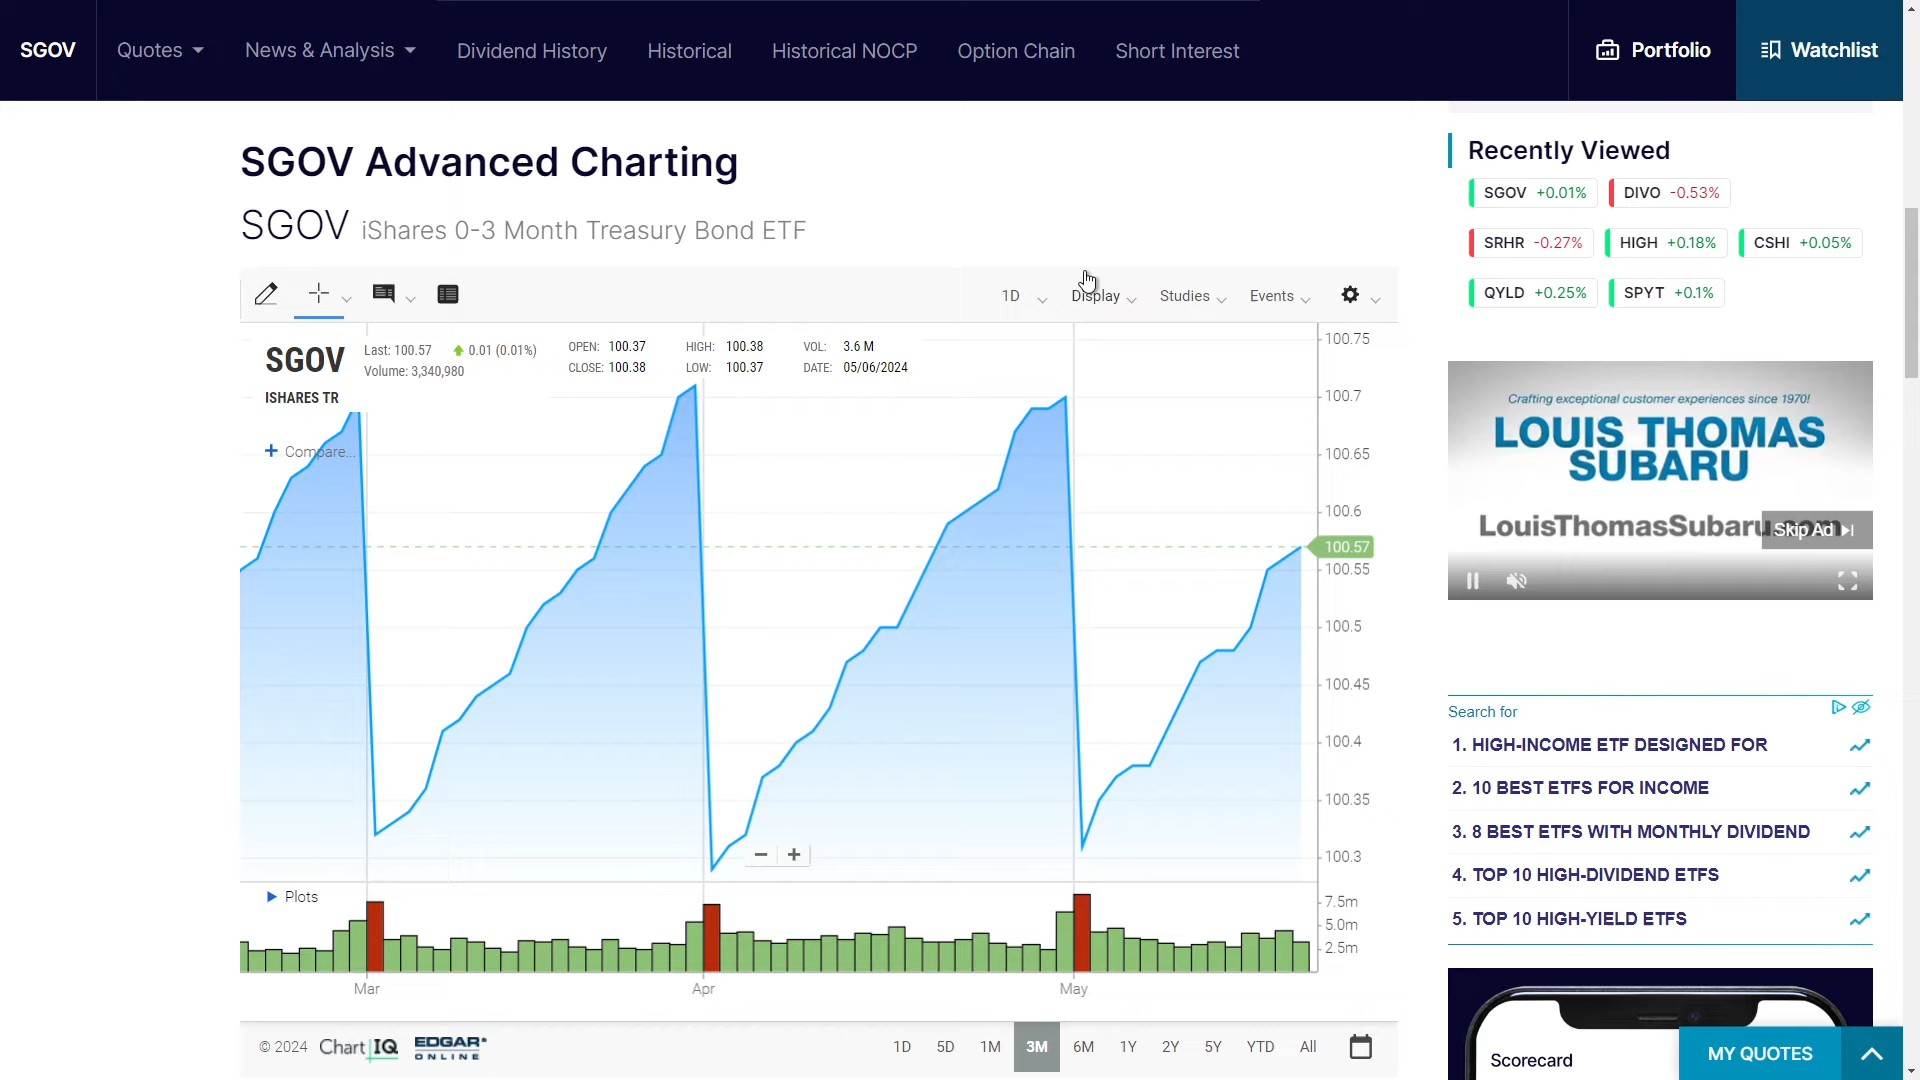 SGOV Quotes News & Analysis Dividend History Historical Historical NOCP Option Chain Short Interest Portfolio Watchlist
SGOV Advanced Charting
SGOV iShares 0-3 Month Treasury Bond ETF
1D Display Studies Events
SGOV
ISHARES TR
Last: 100.57 0.01 (0.01%)
Volume: 3,340,980
OPEN: 100.37 HIGH: 100.38 VOL: 3.6 M
CLOSE: 100.38 LOW: 100.37 DATE: 05/06/2024
+ Compare...
100.75
100.7
100.65
100.6
100.57
100.55
100.5
100.45
100.4
100.35
100.3
− +
Plots
7.5m
5.0m
2.5m
Mar Apr May
© 2024 Chart IQ EDGAR ONLINE 1D 5D 1M 3M 6M 1Y 2Y 5Y YTD All
Recently Viewed
SGOV +0.01% DIVO -0.53%
SRHR -0.27% HIGH +0.18% CSHI +0.05%
QYLD +0.25% SPYT +0.1%
Crafting exceptional customer experiences since 1970!
LOUIS THOMAS
SUBARU
LouisThomasSubaru.com
Skip Ad
Search for
1. HIGH-INCOME ETF DESIGNED FOR
2. 10 BEST ETFS FOR INCOME
3. 8 BEST ETFS WITH MONTHLY DIVIDEND
4. TOP 10 HIGH-DIVIDEND ETFS
5. TOP 10 HIGH-YIELD ETFS
Scorecard
MY QUOTES